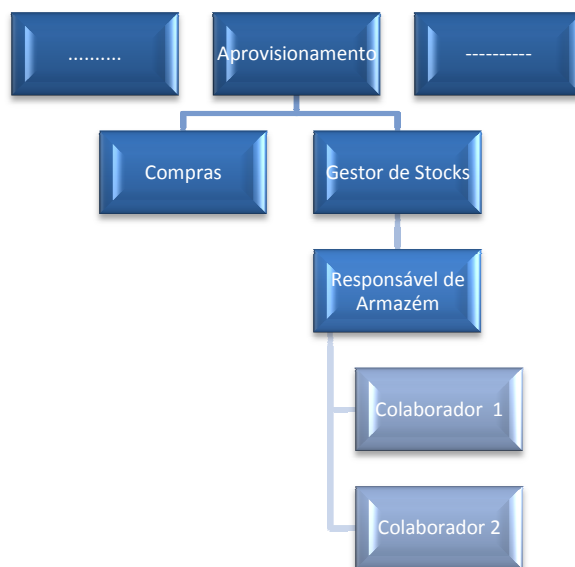 ..........
Aprovisionamento
----------
Compras
Gestor de Stocks
Responsável de
Armazém
Colaborador 1
Colaborador 2